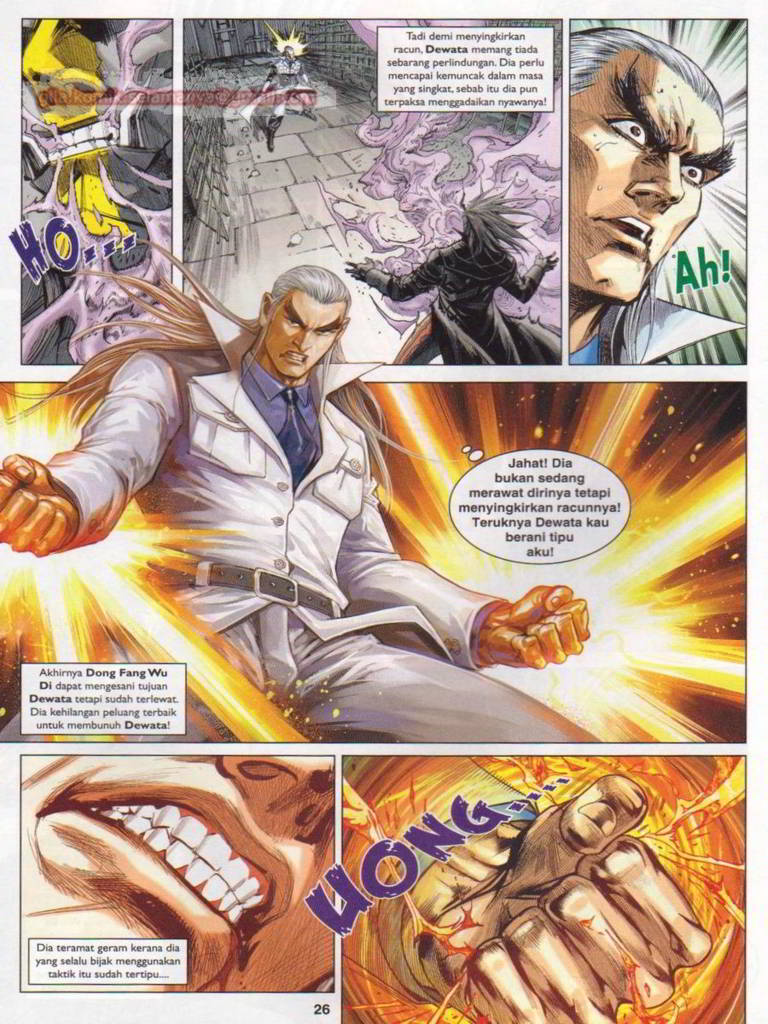 Tadi demi menyingkirkan
racun, Dewata memang tiada
sebarang perlindungan. Dia perlu
mencapai kemuncak dalam masa
yang singkat, sebab itu dia pun
terpaksa menggadaikan nyawanya!
HO....
Ah!
Jahat! Dia
bukan sedang
merawat dirinya tetapi
menyingkirkan racunnya!
Teruknya Dewata kau
berani tipu
aku!
Akhirnya Dong Fang Wu
Di dapat mengesani tujuan
Dewata tetapi sudah terlewat.
Dia kehilangan peluang terbaik
untuk membunuh Dewata!
UONG.....
Dia teramat geram kerana dia
yang selalu bijak menggunakan
taktik itu sudah tertipu....
26